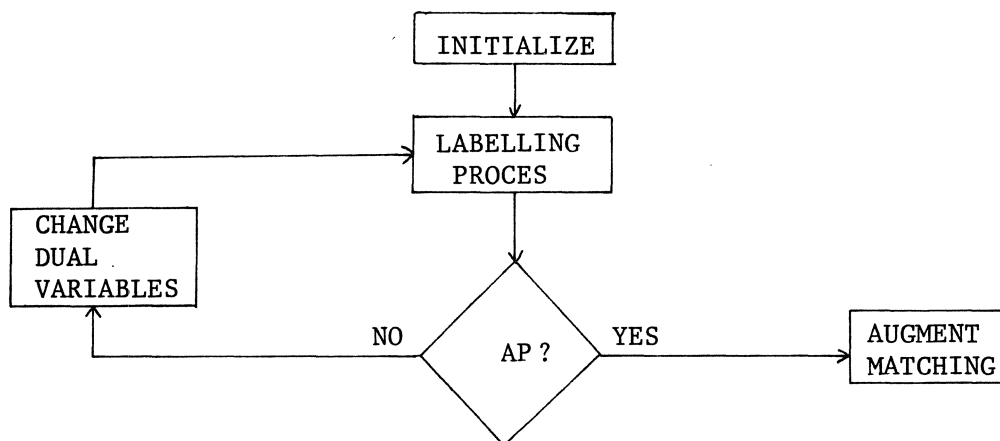 INITIALIZE
LABELLING
PROCES
CHANGE
DUAL
VARIABLES
NO
AP?
YES
AUGMENT
MATCHING